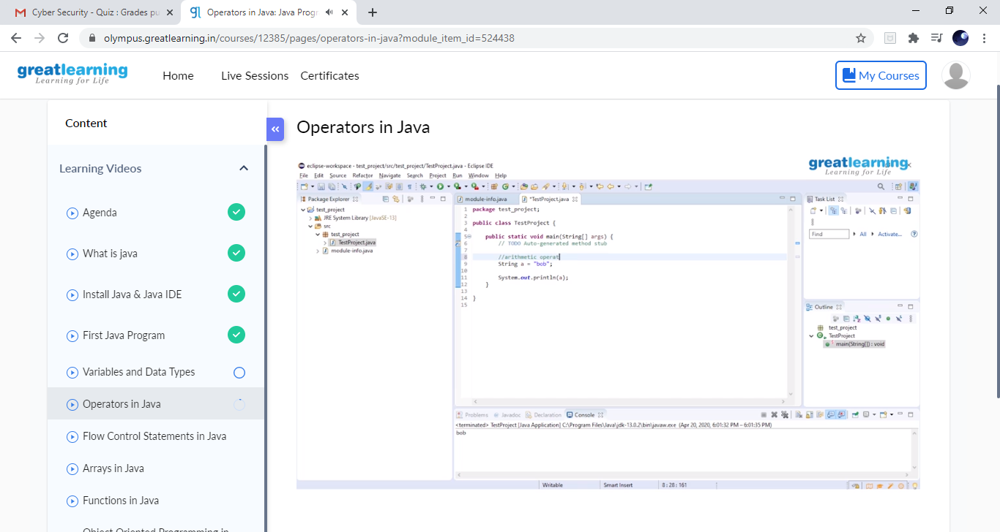 Cyber Security - Quiz : Grades pu
Operators in Java: Java Progr
olympus.greatlearning.in/courses/12385/pages/operators-in-java?module_item_id=524438
greatlearning
Learning for Life
Home
Live Sessions
Certificates
My Courses
Content
Learning Videos
Agenda
What is java
Install Java & Java IDE
First Java Program
Variables and Data Types
Operators in Java
Flow Control Statements in Java
Arrays in Java
Functions in Java
Object Oriented Programming in
Operators in Java
eclipse-workspace - test_project/src/test_project/TestProject.java - Eclipse IDE
greatlearning
Learning for Life
File Edit Source Refactor Navigate Search Project Run Window Help
Package Explorer
test_project
JRE System Library [JavaSE-13]
src
test_project
TestProject.java
module-info.java
module-info.java
*TestProject.java
1 package test_project;
2
3 public class TestProject {
4
5 public static void main(String[] args) {
6 // TODO Auto-generated method stub
7
8 //arithmetic operat
9 String a = "bob";
10
11 System.out.println(a);
12 }
13
14 }
15
Task List
Find
All
Activate...
Outline
test_project
TestProject
main(String[]) : void
Problems
Javadoc
Declaration
Console
<terminated> TestProject [Java Application] C:\Program Files\Java\jdk-13.0.2\bin\javaw.exe (Apr 20, 2020, 6:01:32 PM – 6:01:35 PM)
bob
Writable
Smart Insert
8 : 28 : 161